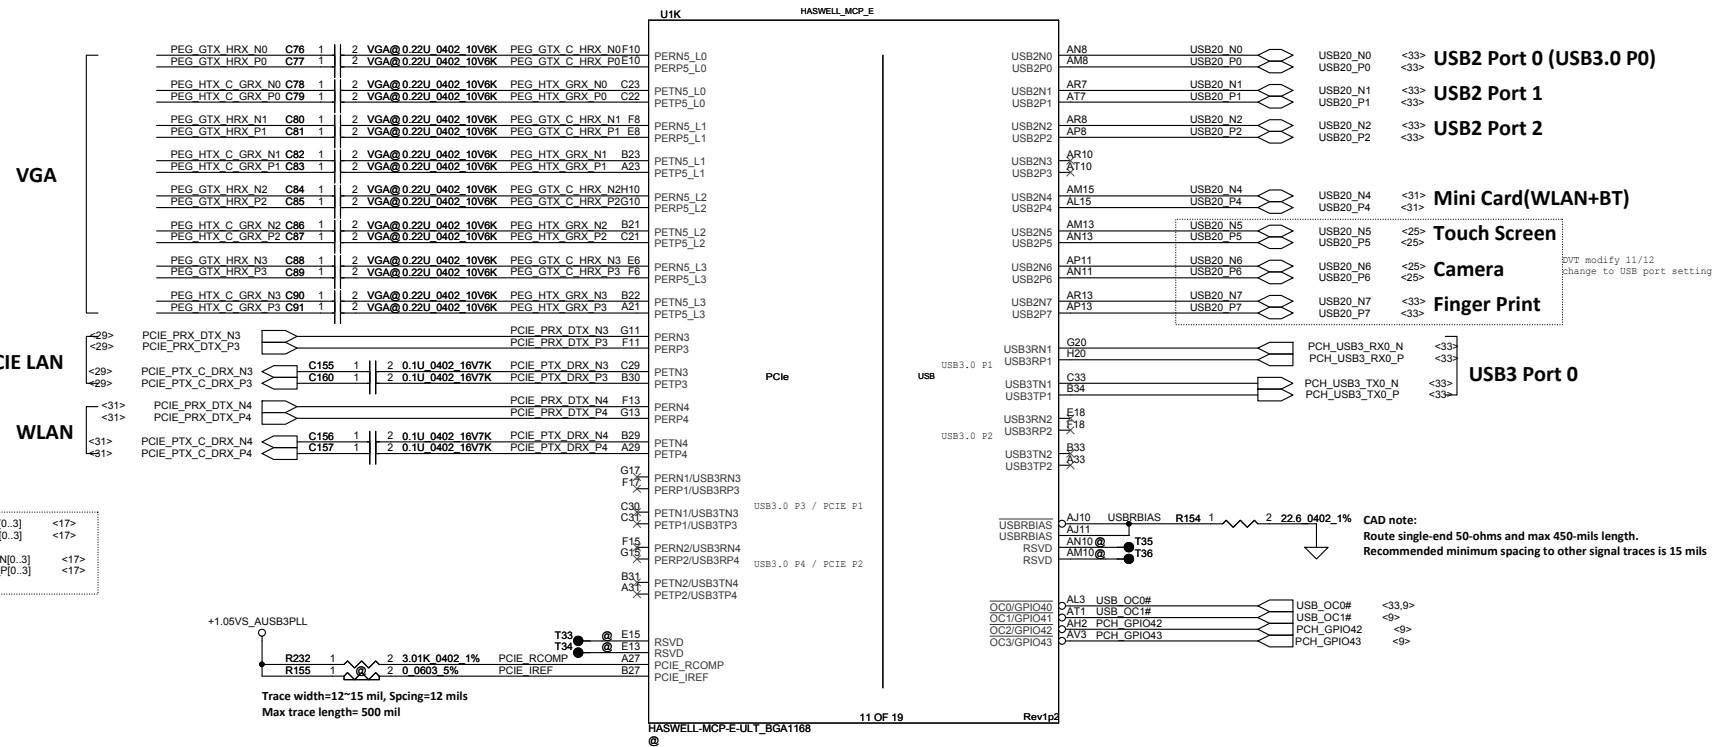 U1K
HASWELL_MCP_E
PEG_GTX_HRX_N0 C76 1 2 VGA@ 0.22U_0402_10V6K PEG_GTX_C_HRX_N0 F10 PERN5_L0
PEG_GTX_HRX_P0 C77 1 2 VGA@ 0.22U_0402_10V6K PEG_GTX_C_HRX_P0 E10 PERP5_L0
PEG_HTX_C_GRX_N0 C78 1 2 VGA@ 0.22U_0402_10V6K PEG_HTX_GRX_N0 C23 PETN5_L0
PEG_HTX_C_GRX_P0 C79 1 2 VGA@ 0.22U_0402_10V6K PEG_HTX_GRX_P0 C22 PETP5_L0
PEG_GTX_HRX_N1 C80 1 2 VGA@ 0.22U_0402_10V6K PEG_GTX_C_HRX_N1 F8 PERN5_L1
PEG_GTX_HRX_P1 C81 1 2 VGA@ 0.22U_0402_10V6K PEG_GTX_C_HRX_P1 E8 PERP5_L1
PEG_HTX_C_GRX_N1 C82 1 2 VGA@ 0.22U_0402_10V6K PEG_HTX_GRX_N1 B23 PETN5_L1
PEG_HTX_C_GRX_P1 C83 1 2 VGA@ 0.22U_0402_10V6K PEG_HTX_GRX_P1 A23 PETP5_L1
VGA
PEG_GTX_HRX_N2 C84 1 2 VGA@ 0.22U_0402_10V6K PEG_GTX_C_HRX_N2 H10 PERN5_L2
PEG_GTX_HRX_P2 C85 1 2 VGA@ 0.22U_0402_10V6K PEG_GTX_C_HRX_P2 G10 PERP5_L2
PEG_HTX_C_GRX_N2 C86 1 2 VGA@ 0.22U_0402_10V6K PEG_HTX_GRX_N2 B21 PETN5_L2
PEG_HTX_C_GRX_P2 C87 1 2 VGA@ 0.22U_0402_10V6K PEG_HTX_GRX_P2 C21 PETP5_L2
PEG_GTX_HRX_N3 C88 1 2 VGA@ 0.22U_0402_10V6K PEG_GTX_C_HRX_N3 E6 PERN5_L3
PEG_GTX_HRX_P3 C89 1 2 VGA@ 0.22U_0402_10V6K PEG_GTX_C_HRX_P3 F6 PERP5_L3
PEG_HTX_C_GRX_N3 C90 1 2 VGA@ 0.22U_0402_10V6K PEG_HTX_GRX_N3 B22 PETN5_L3
PEG_HTX_C_GRX_P3 C91 1 2 VGA@ 0.22U_0402_10V6K PEG_HTX_GRX_P3 A21 PETP5_L3
<29> PCIE_PRX_DTX_N3 PCIE_PRX_DTX_N3 G11 PERN3
<29> PCIE_PRX_DTX_P3 PCIE_PRX_DTX_P3 F11 PERP3
CIE LAN
<29> PCIE_PTX_C_DRX_N3 C155 1 2 0.1U_0402_16V7K PCIE_PTX_DRX_N3 C29 PETN3
<29> PCIE_PTX_C_DRX_P3 C160 1 2 0.1U_0402_16V7K PCIE_PTX_DRX_P3 B30 PETP3
<31> PCIE_PRX_DTX_N4 PCIE_PRX_DTX_N4 F13 PERN4
<31> PCIE_PRX_DTX_P4 PCIE_PRX_DTX_P4 G13 PERP4
WLAN
<31> PCIE_PTX_C_DRX_N4 C156 1 2 0.1U_0402_16V7K PCIE_PTX_DRX_N4 B29 PETN4
<31> PCIE_PTX_C_DRX_P4 C157 1 2 0.1U_0402_16V7K PCIE_PTX_DRX_P4 A29 PETP4
G17 PERN1/USB3RN3
F17 PERP1/USB3RP3
C30 PETN1/USB3TN3
USB3.0 P3 / PCIE P1
C31 PETP1/USB3TP3
F15 PERN2/USB3RN4
G15 PERP2/USB3RP4
USB3.0 P4 / PCIE P2
B31 PETN2/USB3TN4
A31 PETP2/USB3TP4
[0..3] <17>
[0..3] <17>
N[0..3] <17>
P[0..3] <17>
+1.05VS_AUSB3PLL
T33 @ E15 RSVD
T34 @ E13 RSVD
R232 1 2 3.01K_0402_1% PCIE_RCOMP A27 PCIE_RCOMP
R155 1 @ 2 0_0603_5% PCIE_IREF B27 PCIE_IREF
Trace width=12~15 mil, Spcing=12 mils
Max trace length= 500 mil
PCIe
USB
USB2N0 AN8 USB20_N0 USB20_N0 <33>
USB2P0 AM8 USB20_P0 USB20_P0 <33>
USB2 Port 0 (USB3.0 P0)
USB2N1 AR7 USB20_N1 USB20_N1 <33>
USB2P1 AT7 USB20_P1 USB20_P1 <33>
USB2 Port 1
USB2N2 AR8 USB20_N2 USB20_N2 <33>
USB2P2 AP8 USB20_P2 USB20_P2 <33>
USB2 Port 2
USB2N3 AR10
USB2P3 AT10
USB2N4 AM15 USB20_N4 USB20_N4 <31>
USB2P4 AL15 USB20_P4 USB20_P4 <31>
Mini Card(WLAN+BT)
USB2N5 AM13 USB20_N5 USB20_N5 <25>
USB2P5 AN13 USB20_P5 USB20_P5 <25>
Touch Screen
USB2N6 AP11 USB20_N6 USB20_N6 <25>
USB2P6 AN11 USB20_P6 USB20_P6 <25>
Camera
DVT modify 11/12
change to USB port setting
USB2N7 AR13 USB20_N7 USB20_N7 <33>
USB2P7 AP13 USB20_P7 USB20_P7 <33>
Finger Print
USB3RN1 G20 PCH_USB3_RX0_N <33>
USB3RP1 H20 PCH_USB3_RX0_P <33>
USB3.0 P1
USB3TN1 C33 PCH_USB3_TX0_N <33>
USB3TP1 B34 PCH_USB3_TX0_P <33>
USB3 Port 0
USB3RN2 E18
USB3RP2 F18
USB3.0 P2
USB3TN2 B33
USB3TP2 A33
USBRBIAS AJ10 USBRBIAS R154 1 2 22.6_0402_1%
USBRBIAS AJ11
RSVD AN10 @ T35
RSVD AM10 @ T36
CAD note:
Route single-end 50-ohms and max 450-mils length.
Recommended minimum spacing to other signal traces is 15 mils
OC0/GPIO40 AL3 USB_OC0# USB_OC0# <33,9>
OC1/GPIO41 AT1 USB_OC1# USB_OC1# <9>
OC2/GPIO42 AH2 PCH_GPIO42 PCH_GPIO42 <9>
OC3/GPIO43 AV3 PCH_GPIO43 PCH_GPIO43 <9>
11 OF 19
Rev1p2
HASWELL-MCP-E-ULT_BGA1168
@